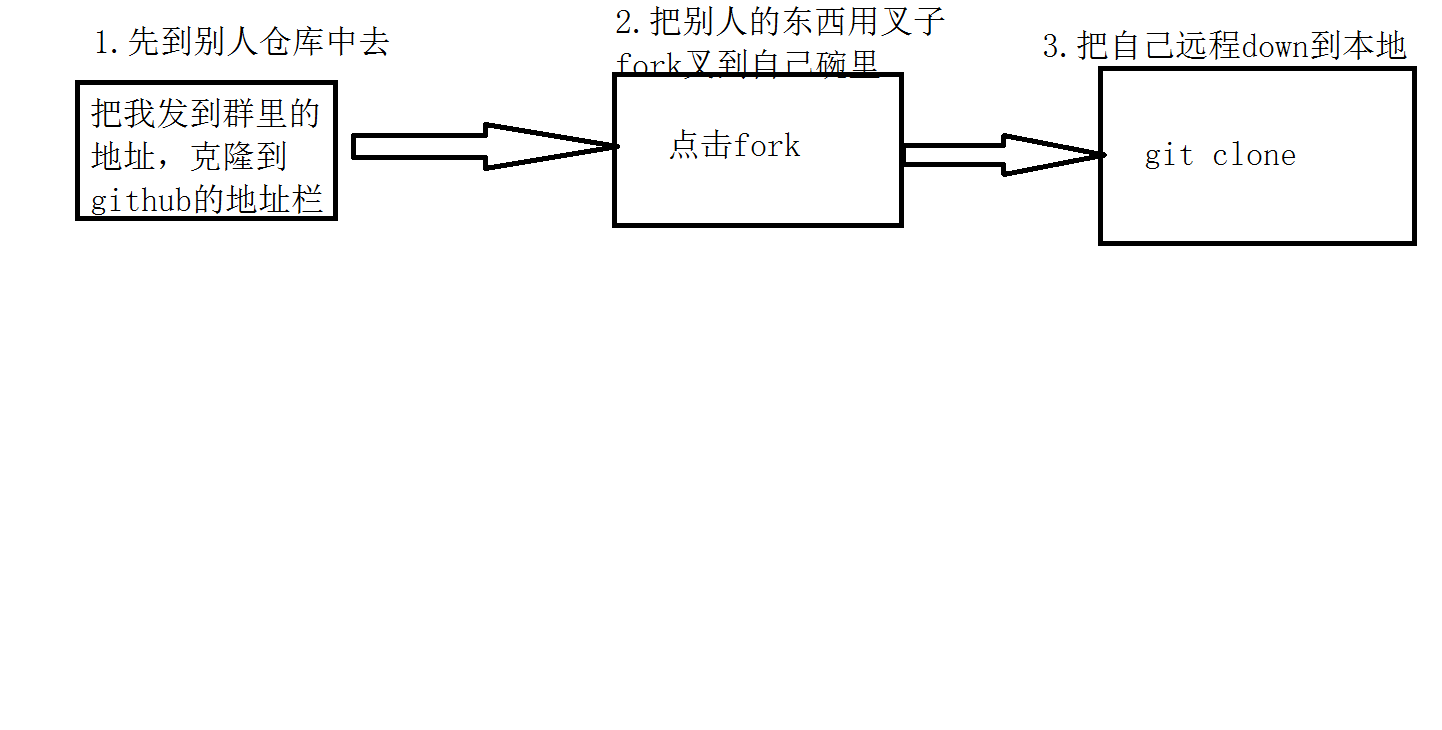 1.先到别人仓库中去
把我发到群里的
地址，克隆到
github的地址栏
2.把别人的东西用叉子
fork叉到自己碗里
点击fork
3.把自己远程down到本地
git clone